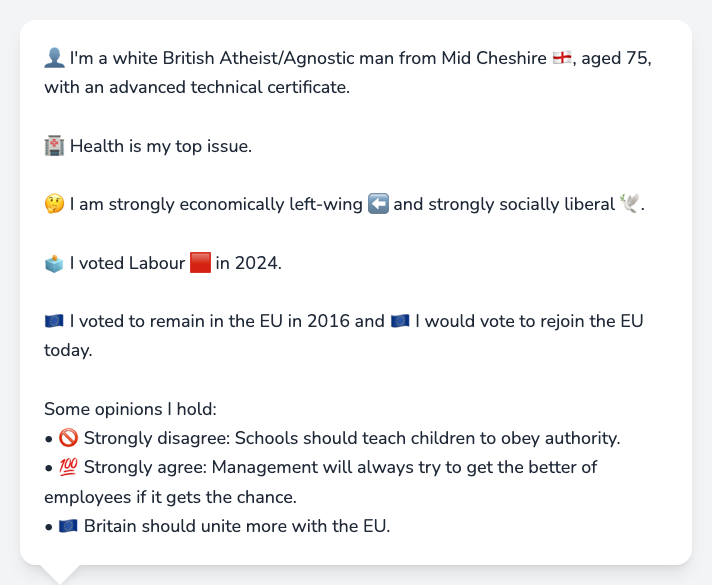 👤 I'm a white British Atheist/Agnostic man from Mid Cheshire 🏴󠁧󠁢󠁥󠁮󠁧󠁿, aged 75,
with an advanced technical certificate.
🏥 Health is my top issue.
🤔 I am strongly economically left-wing ⬅️ and strongly socially liberal 🕊️.
🗳️ I voted Labour 🟥 in 2024.
🇪🇺 I voted to remain in the EU in 2016 and 🇪🇺 I would vote to rejoin the EU
today.
Some opinions I hold:
• 🚫 Strongly disagree: Schools should teach children to obey authority.
• 💯 Strongly agree: Management will always try to get the better of
employees if it gets the chance.
• 🇪🇺 Britain should unite more with the EU.